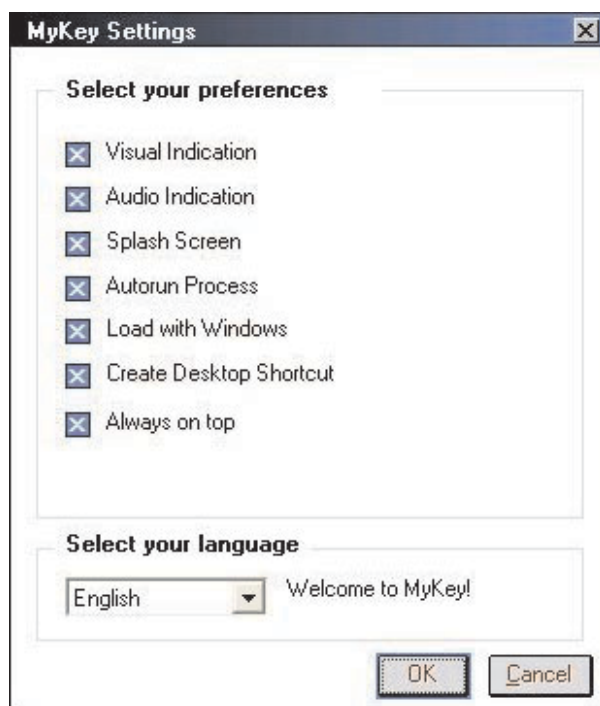 MyKey Settings
Select your preferences
Visual Indication
Audio Indication
Splash Screen
Autorun Process
Load with Windows
Create Desktop Shortcut
Always on top
Select your language
English
Welcome to MyKey!
OK
Cancel